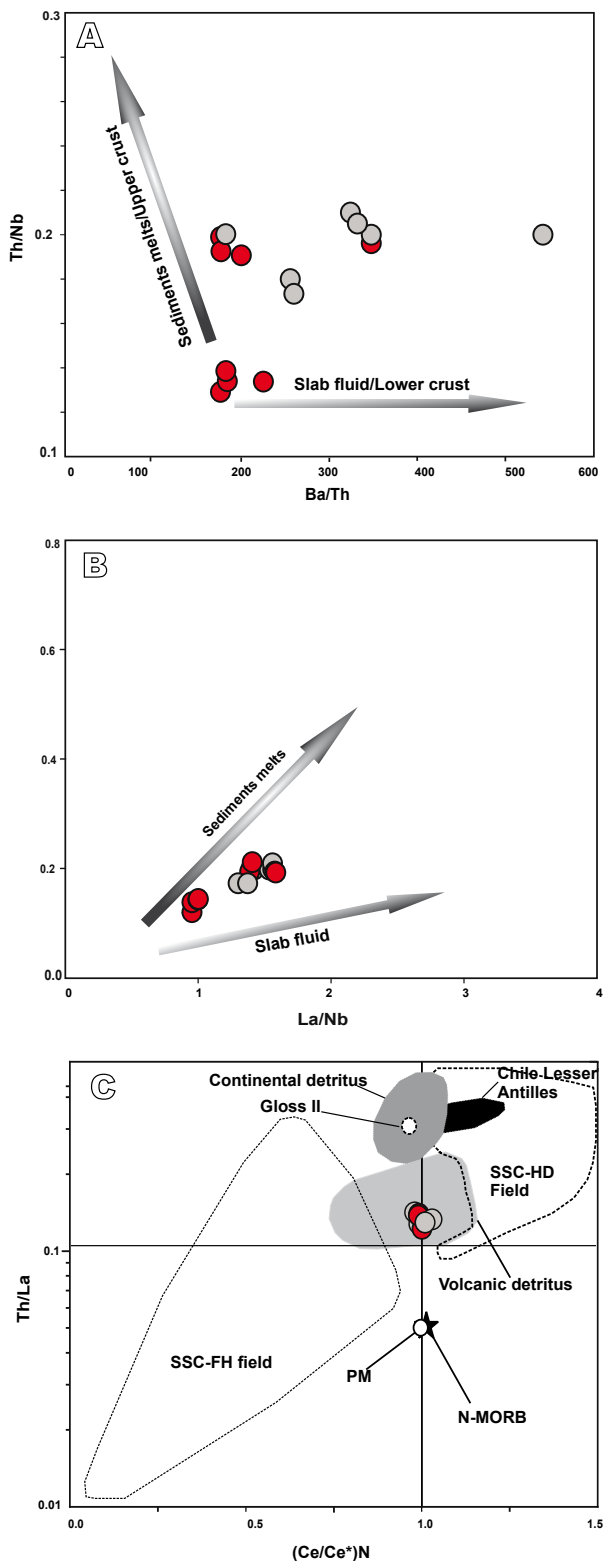 A
0.3
0.2
0.1
Th/Nb
Sediments melts/Upper crust
Slab fluid/Lower crust
0 100 200 300 400 500 600
Ba/Th
B
0.8
0.6
0.4
0.2
0.0
Sediments melts
Slab fluid
0 1 2 3 4
La/Nb
C
Continental detritus
Gloss II
Chile-Lesser
Antilles
SSC-HD
Field
Volcanic detritus
0.1
Th/La
SSC-FH field
PM
N-MORB
0.01
0.0 0.5 1.0 1.5
(Ce/Ce*)N